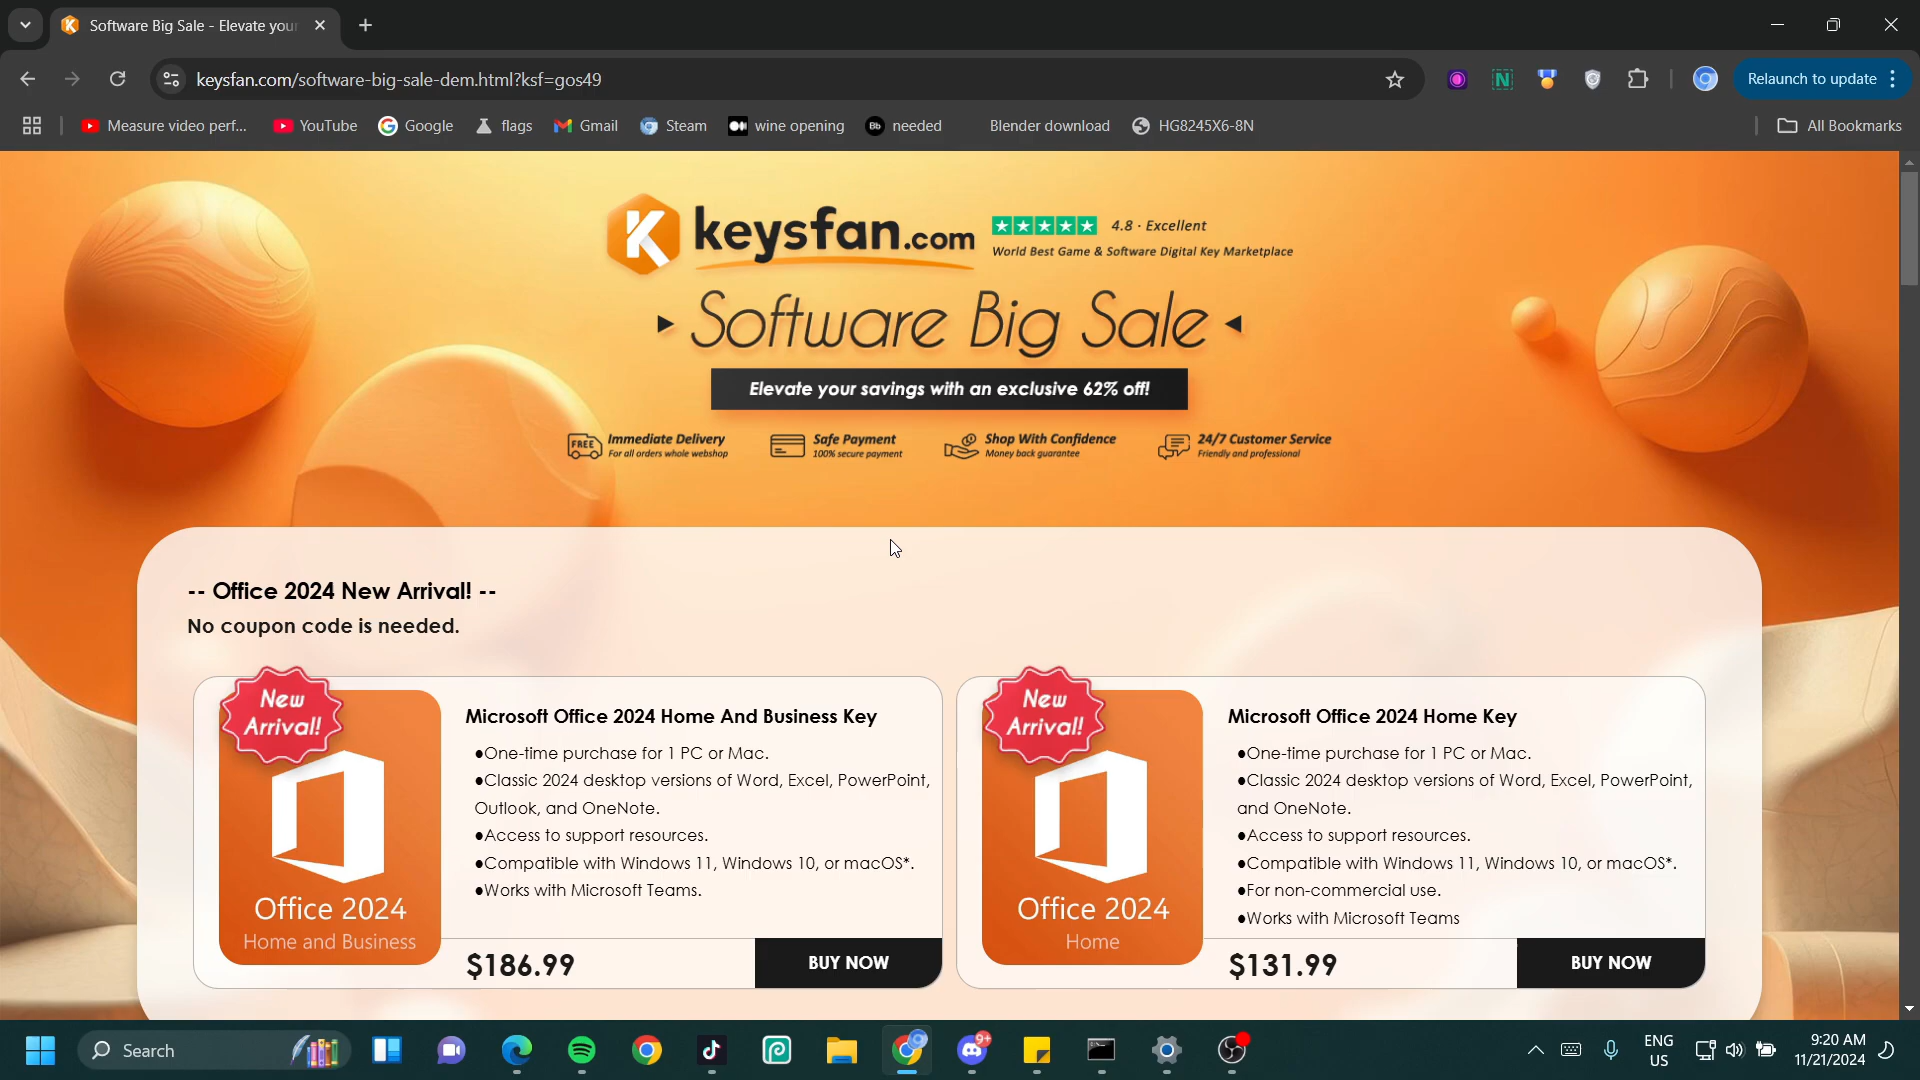 Software Big Sale - Elevate your
keysfan.com/software-big-sale-dem.html?ksf=gos49
Relaunch to update
Measure video perf...
YouTube
Google
flags
Gmail
Steam
wine opening
Bb
needed
Blender download
HG8245X6-8N
All Bookmarks
K
keysfan.com
4.8 · Excellent
World Best Game & Software Digital Key Marketplace
Software Big Sale
Elevate your savings with an exclusive 62% off!
FREE
Immediate Delivery
For all orders whole webshop
Safe Payment
100% secure payment
Shop With Confidence
Money back guarantee
24/7 Customer Service
Friendly and professional
-- Office 2024 New Arrival! --
No coupon code is needed.
New
Arrival!
Office 2024
Home and Business
Microsoft Office 2024 Home And Business Key
●One-time purchase for 1 PC or Mac.
●Classic 2024 desktop versions of Word, Excel, PowerPoint,
Outlook, and OneNote.
●Access to support resources.
●Compatible with Windows 11, Windows 10, or macOS*.
●Works with Microsoft Teams.
$186.99
BUY NOW
New
Arrival!
Office 2024
Home
Microsoft Office 2024 Home Key
●One-time purchase for 1 PC or Mac.
●Classic 2024 desktop versions of Word, Excel, PowerPoint,
and OneNote.
●Access to support resources.
●Compatible with Windows 11, Windows 10, or macOS*.
●For non-commercial use.
●Works with Microsoft Teams
$131.99
BUY NOW
Search
9+
ENG
US
9:20 AM
11/21/2024